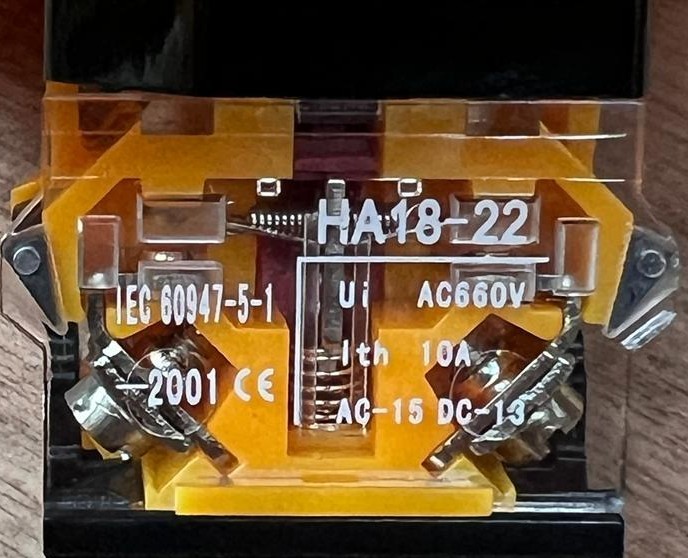 HA18-22
IEC 60947-5-1
-2001 CE
Ui AC660V
Ith 10A
AC-15 DC-13